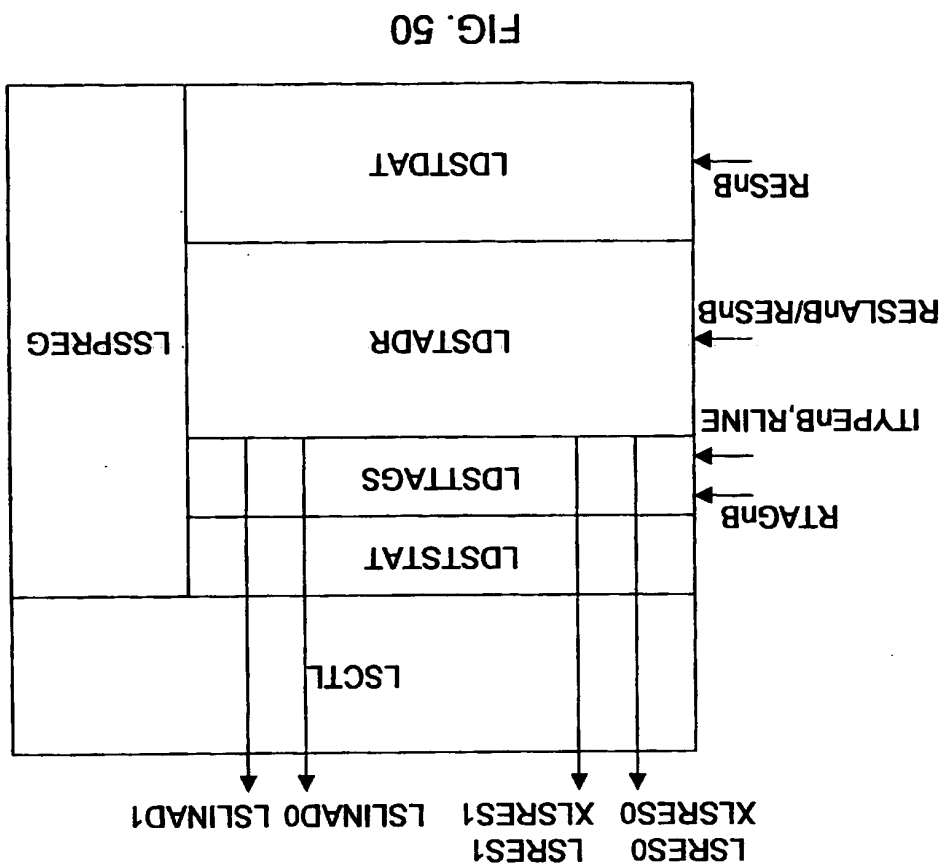 LSRES0 LSRES1
XLSRES0 XLSRES1 LSLINAD0 LSLINAD1
LSCTL
LDSTSTAT
RTAGnB
LDSTTAGS
ITYPEnB,RLINE
LDSTADR
LSSPREG
RESLAnB/RESnB
RESnB
LDSTDAT
FIG. 50